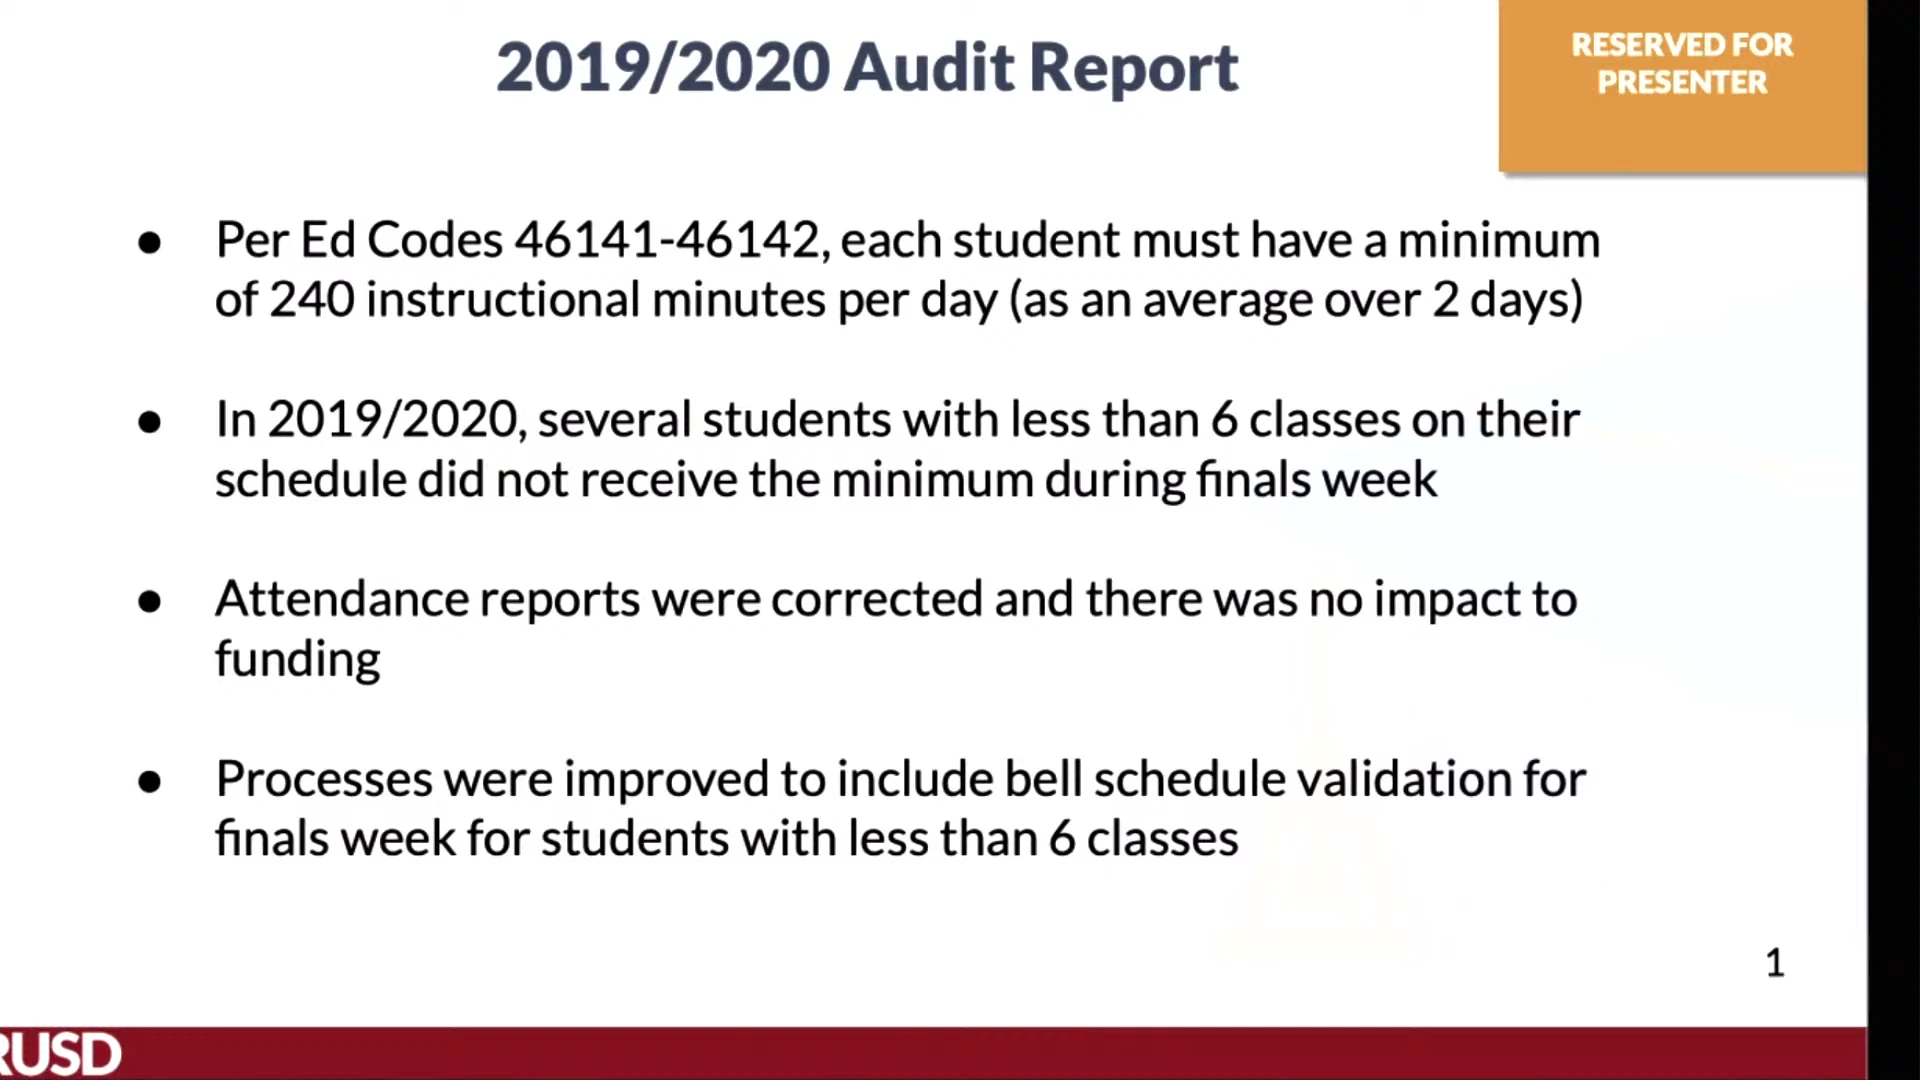 2019/2020 Audit Report
RESERVED FOR
PRESENTER
● Per Ed Codes 46141-46142, each student must have a minimum
of 240 instructional minutes per day (as an average over 2 days)
● In 2019/2020, several students with less than 6 classes on their
schedule did not receive the minimum during finals week
● Attendance reports were corrected and there was no impact to
funding
● Processes were improved to include bell schedule validation for
finals week for students with less than 6 classes
1
RUSD